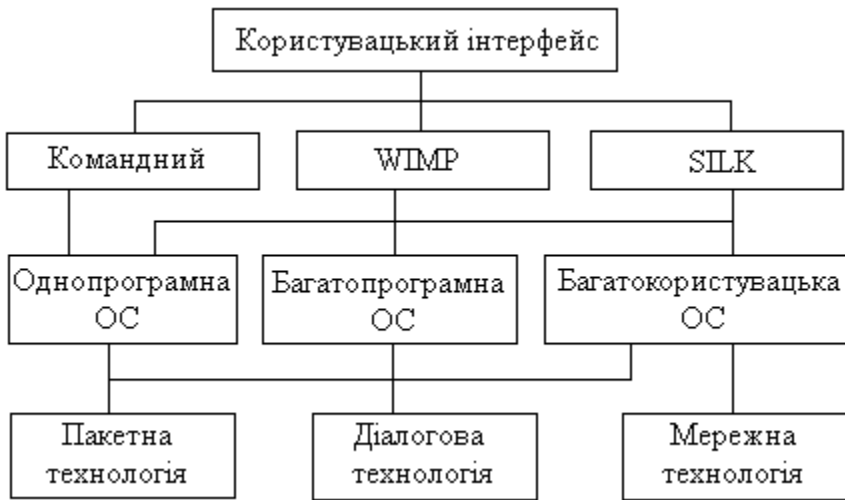 Користувацький інтерфейс
Командний
WIMP
SILK
Однопрограмна
ОС
Багатопрограмна
ОС
Багатокористувацька
ОС
Пакетна
технологія
Діалогова
технологія
Мережна
технологія